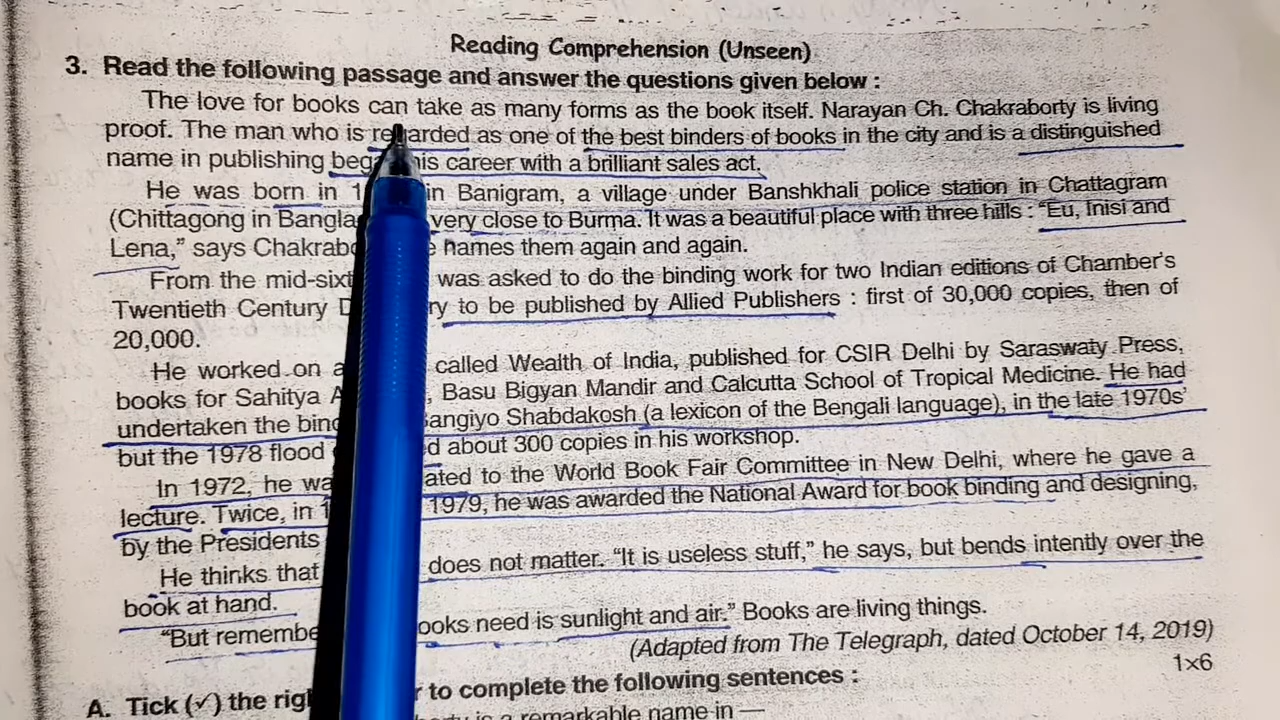 Reading Comprehension (Unseen)
3. Read the following passage and answer the questions given below :
The love for books can take as many forms as the book itself. Narayan Ch. Chakraborty is living
proof. The man who is regarded as one of the best binders of books in the city and is a distinguished
name in publishing his career with a brilliant sales act.
He was born in in Banigram, a village under Banshkhali police station in Chattagram
(Chittagong in very close to Burma. It was a beautiful place with three hills : "Eu, Inisi and
Lena," says names them again and again.
From the was asked to do the binding work for two Indian editions of Chamber's
Twentieth Century to be published by Allied Publishers : first of 30,000 copies, then of
20,000.
He worked on called Wealth of India, published for CSIR Delhi by Saraswaty Press,
books for Sahitya , Basu Bigyan Mandir and Calcutta School of Tropical Medicine. He had
undertaken the Shabdakosh (a lexicon of the Bengali language), in the late 1970s'
but the 1978 flood about 300 copies in his workshop.
In 1972, he to the World Book Fair Committee in New Delhi, where he gave a
lecture. Twice, in 1979, he was awarded the National Award for book binding and designing,
by the Presidents
He thinks that does not matter. "It is useless stuff," he says, but bends intently over the
book at hand.
"But need is sunlight and air." Books are living things.
(Adapted from The Telegraph, dated October 14, 2019)
A. Tick (✓) the to complete the following sentences : 1×6
is a remarkable name in —